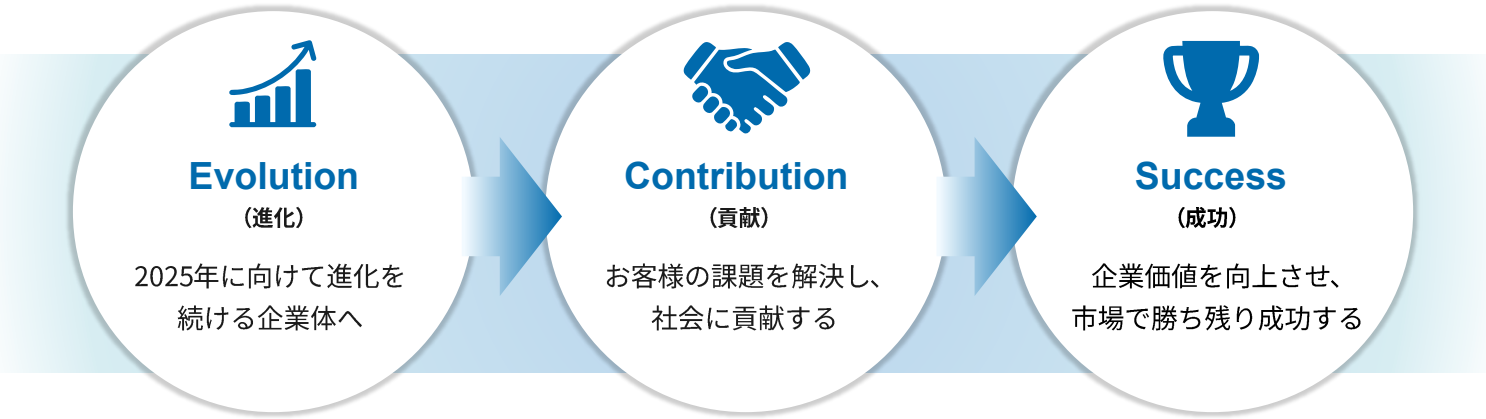 Evolution
（進化）
2025年に向けて進化を
続ける企業体へ
Contribution
（貢献）
お客様の課題を解決し、
社会に貢献する
Success
（成功）
企業価値を向上させ、
市場で勝ち残り成功する